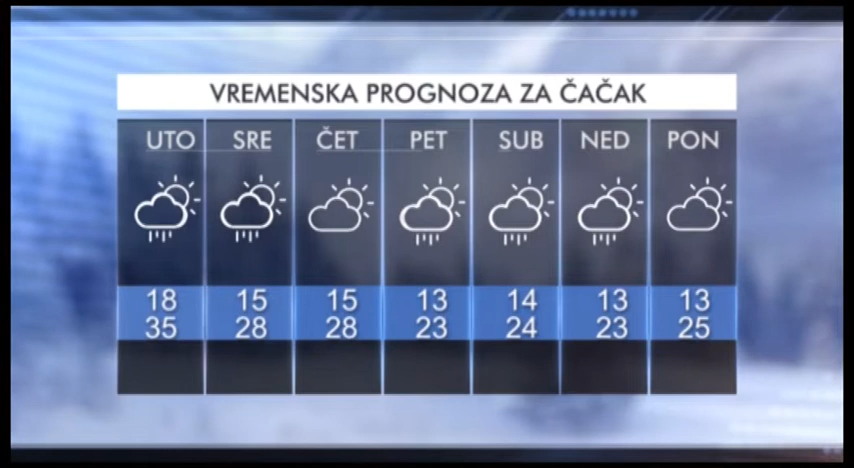 VREMENSKA PROGNOZA ZA ČAČAK
UTO SRE ČET PET SUB NED PON
18 15 15 13 14 13 13
35 28 28 23 24 23 25